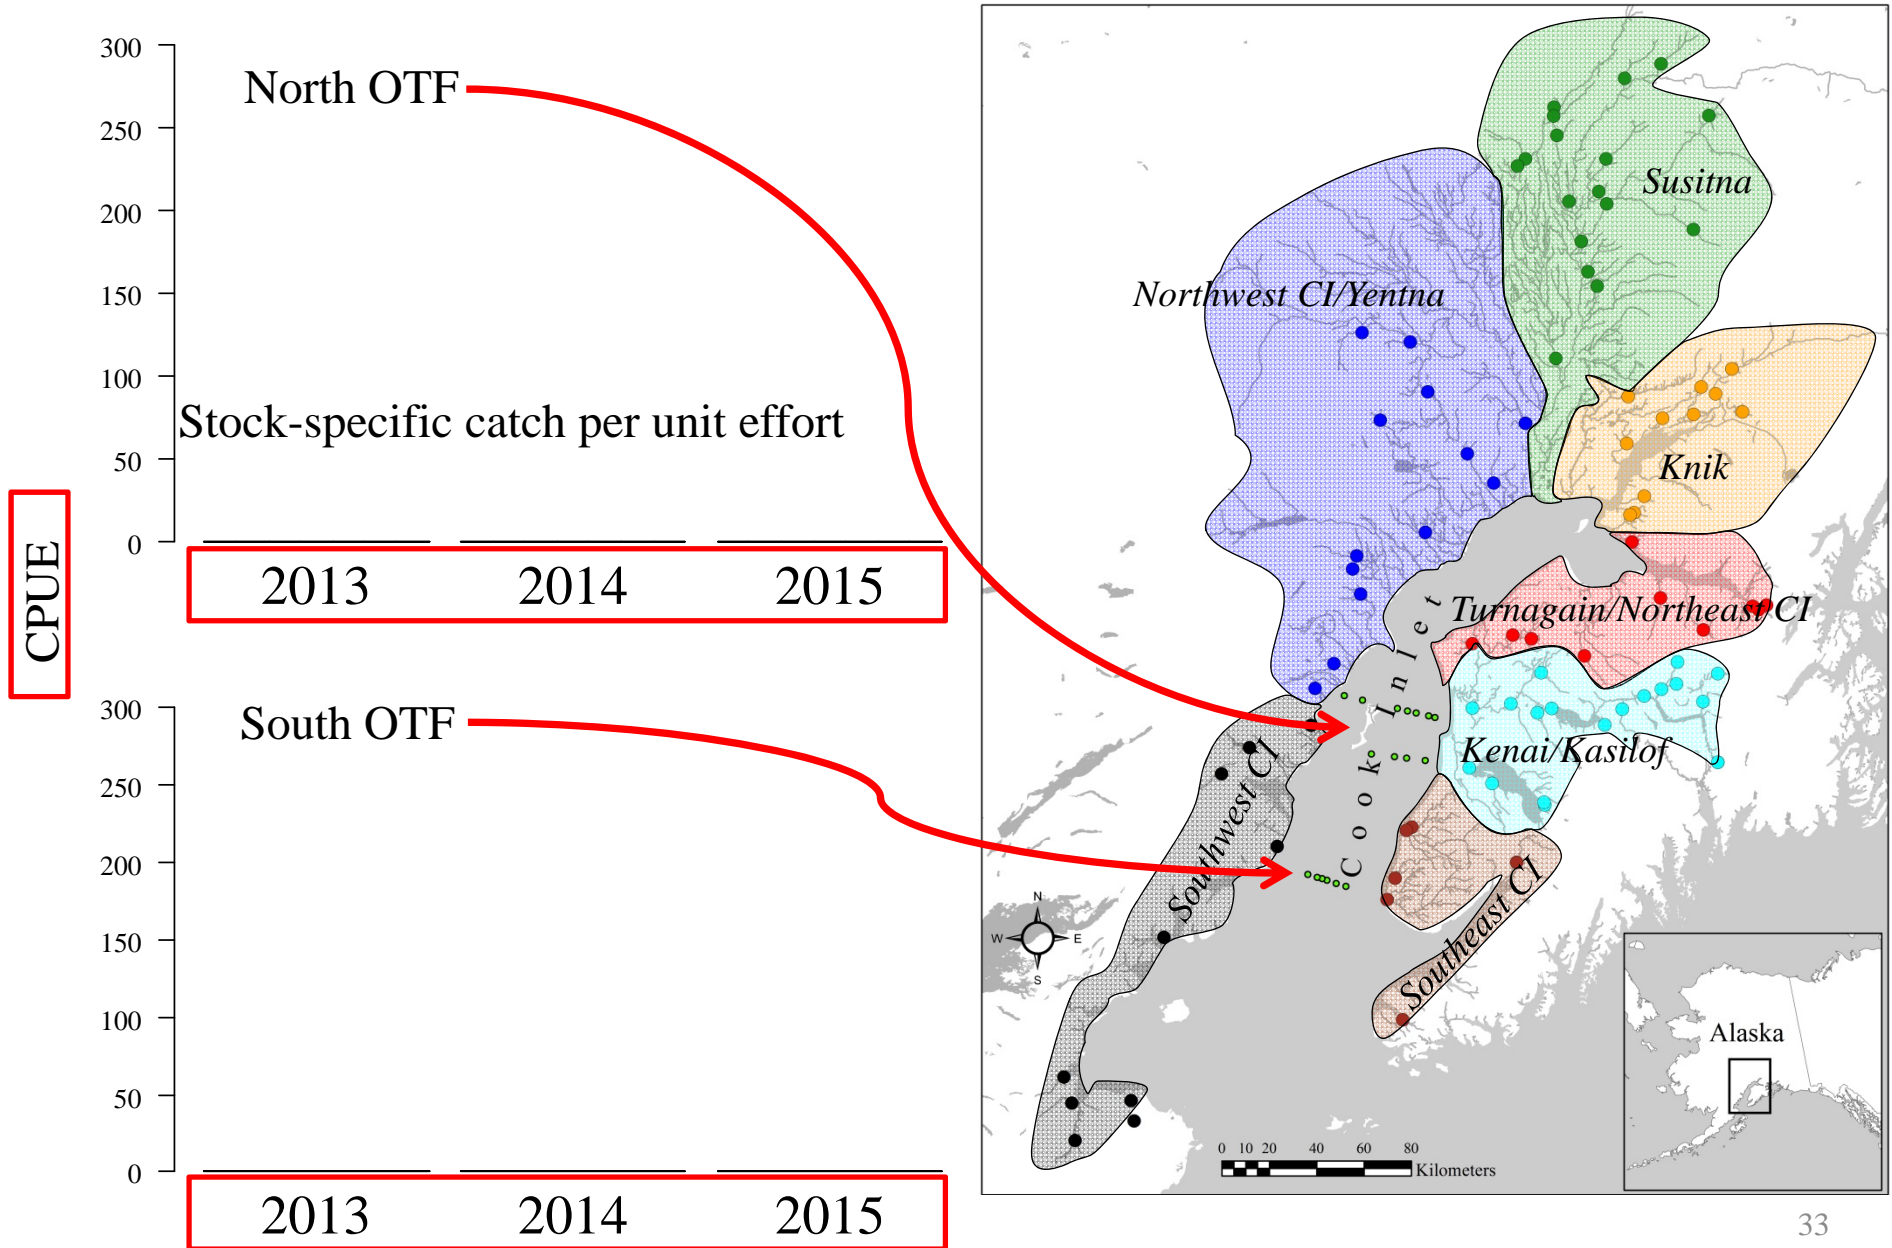 300
250
200
150
100
50
0
North OTF
Stock-specific catch per unit effort
2013 2014 2015
CPUE
300
250
200
150
100
50
0
South OTF
2013 2014 2015
Susitna
Northwest CI/Yentna
Knik
Turnagain/Northeast CI
Kenai/Kasilof
Cook Inlet
Southwest CI
Southeast CI
N
W E
S
0 10 20 40 60 80
Kilometers
Alaska
33